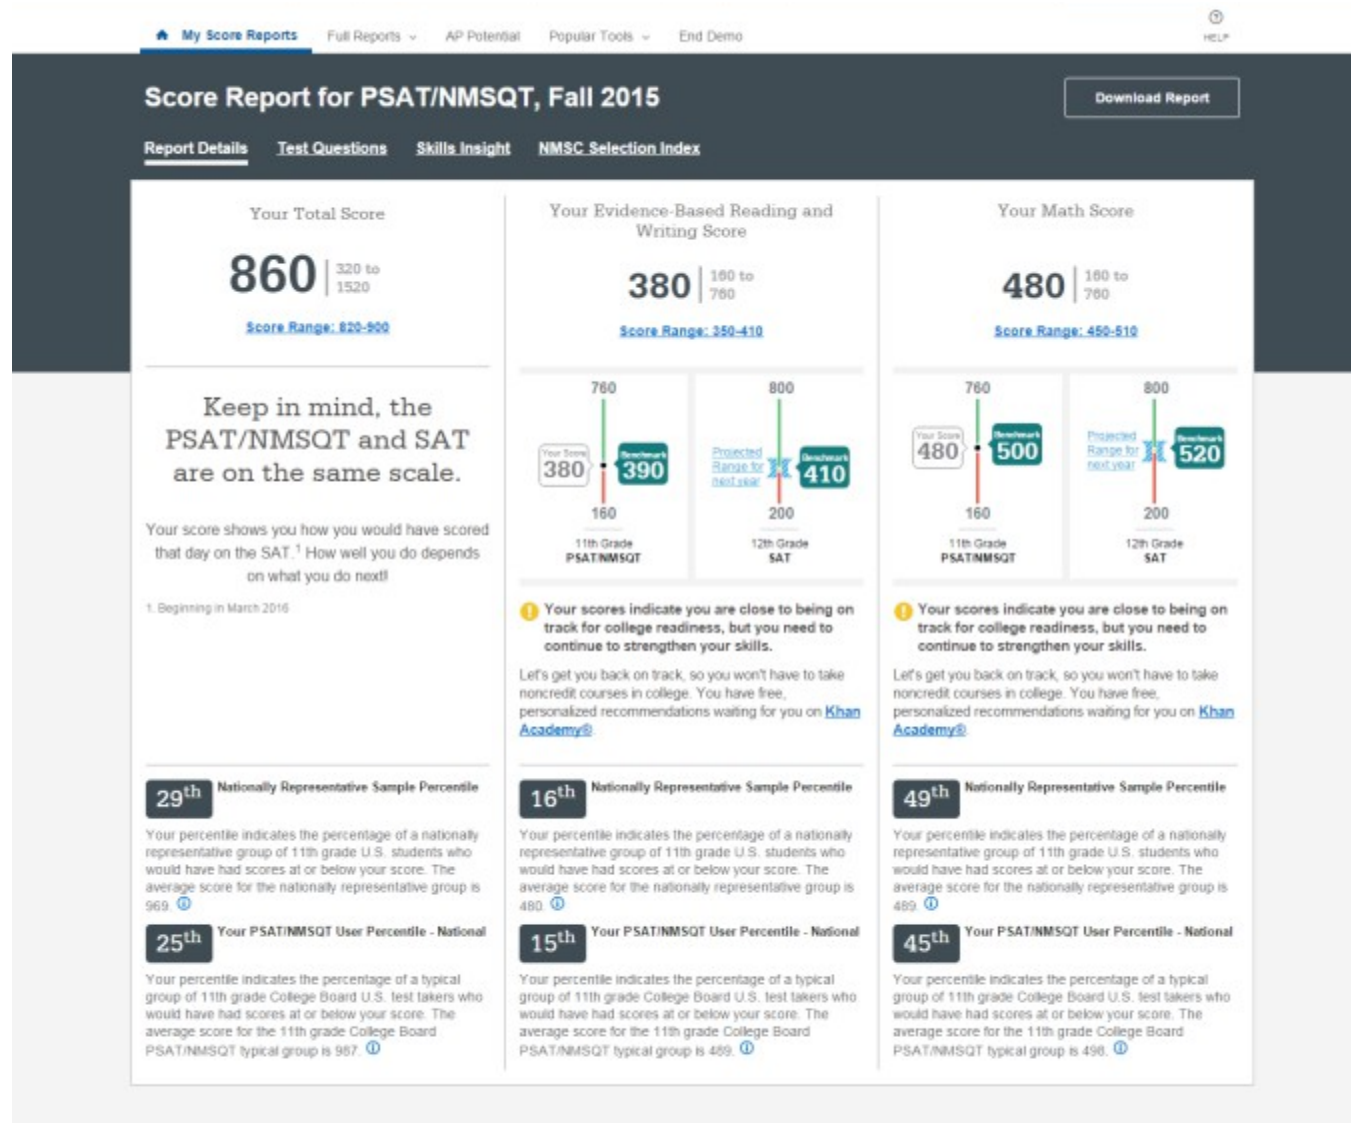 My Score Reports Full Reports AP Potential Popular Tools End Demo
HELP
Score Report for PSAT/NMSQT, Fall 2015
Download Report
Report Details Test Questions Skills Insight NMSC Selection Index
Your Total Score
860 320 to
1520
Score Range: 820-900
Keep in mind, the
PSAT/NMSQT and SAT
are on the same scale.
Your score shows you how you would have scored
that day on the SAT.1 How well you do depends
on what you do next!
1. Beginning in March 2016
29th Nationally Representative Sample Percentile
Your percentile indicates the percentage of a nationally
representative group of 11th grade U.S. students who
would have had scores at or below your score. The
average score for the nationally representative group is
969.
25th Your PSAT/NMSQT User Percentile - National
Your percentile indicates the percentage of a typical
group of 11th grade College Board U.S. test takers who
would have had scores at or below your score. The
average score for the 11th grade College Board
PSAT/NMSQT typical group is 987.
Your Evidence-Based Reading and
Writing Score
380 160 to
760
Score Range: 350-410
760
Your Score
380
Benchmark
390
160
11th Grade
PSAT/NMSQT
800
Projected
Range for
next year
Benchmark
410
200
12th Grade
SAT
Your scores indicate you are close to being on
track for college readiness, but you need to
continue to strengthen your skills.
Let's get you back on track, so you won't have to take
noncredit courses in college. You have free,
personalized recommendations waiting for you on Khan
Academy®.
16th Nationally Representative Sample Percentile
Your percentile indicates the percentage of a nationally
representative group of 11th grade U.S. students who
would have had scores at or below your score. The
average score for the nationally representative group is
480.
15th Your PSAT/NMSQT User Percentile - National
Your percentile indicates the percentage of a typical
group of 11th grade College Board U.S. test takers who
would have had scores at or below your score. The
average score for the 11th grade College Board
PSAT/NMSQT typical group is 489.
Your Math Score
480 160 to
760
Score Range: 450-510
760
Your Score
480
Benchmark
500
160
11th Grade
PSAT/NMSQT
800
Projected
Range for
next year
Benchmark
520
200
12th Grade
SAT
Your scores indicate you are close to being on
track for college readiness, but you need to
continue to strengthen your skills.
Let's get you back on track, so you won't have to take
noncredit courses in college. You have free,
personalized recommendations waiting for you on Khan
Academy®.
49th Nationally Representative Sample Percentile
Your percentile indicates the percentage of a nationally
representative group of 11th grade U.S. students who
would have had scores at or below your score. The
average score for the nationally representative group is
489.
45th Your PSAT/NMSQT User Percentile - National
Your percentile indicates the percentage of a typical
group of 11th grade College Board U.S. test takers who
would have had scores at or below your score. The
average score for the 11th grade College Board
PSAT/NMSQT typical group is 498.